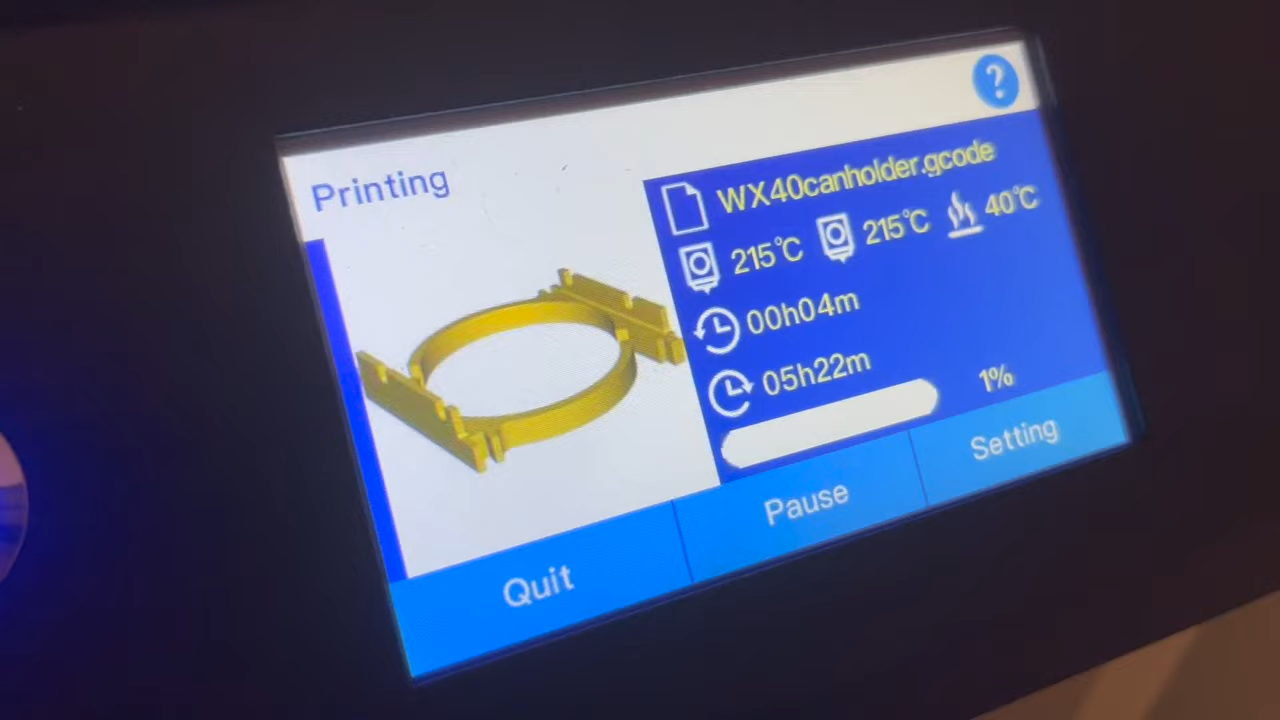 ?
Printing
WX40canholder.gcode
215°C 215°C 40°C
00h04m
05h22m
1%
Quit Pause Setting